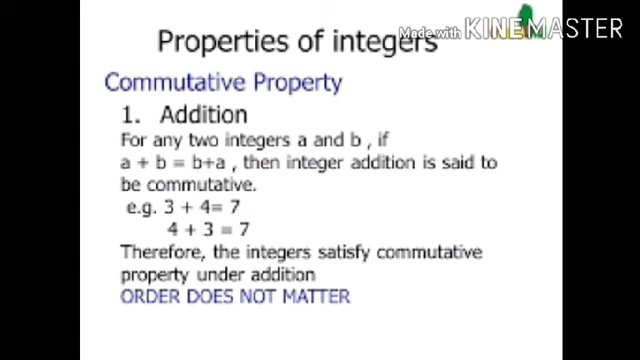 Made with KINEMASTER
Properties of integers
Commutative Property
1. Addition
For any two integers a and b , if
a + b = b+a , then integer addition is said to
be commutative.
e.g. 3 + 4= 7
4 + 3 = 7
Therefore, the integers satisfy commutative
property under addition
ORDER DOES NOT MATTER